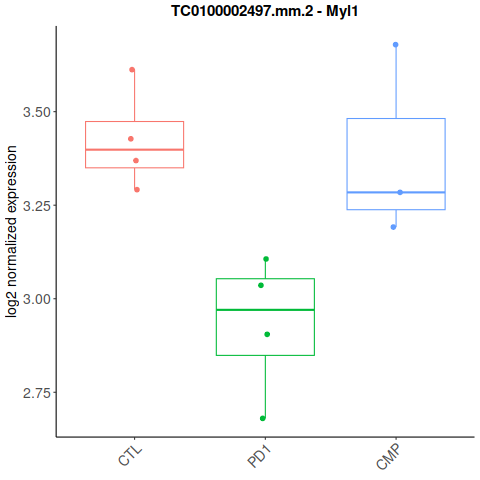 TC0100002497.mm.2 - Myl1
log2 normalized expression
3.50
3.25
3.00
2.75
CTL
PD1
CMP